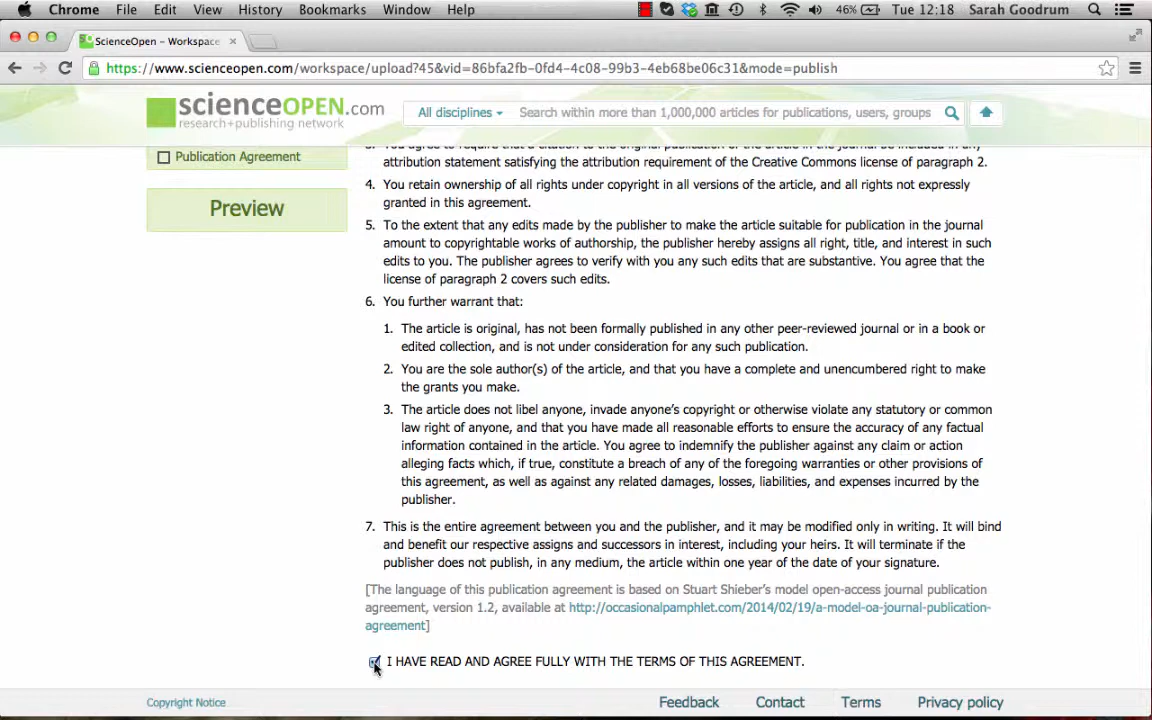 Chrome File Edit View History Bookmarks Window Help 46% Tue 12:18 Sarah Goodrum
ScienceOpen – Workspace
https://www.scienceopen.com/workspace/upload?45&vid=86bfa2fb-0fd4-4c08-99b3-4eb68be06c31&mode=publish
scienceOPEN.com
research+publishing network
All disciplines
Search within more than 1,000,000 articles for publications, users, groups
Publication Agreement
Preview
3. You agree to require that a citation to the original publication of the article in the journal be included in any
attribution statement satisfying the attribution requirement of the Creative Commons license of paragraph 2.
4. You retain ownership of all rights under copyright in all versions of the article, and all rights not expressly
granted in this agreement.
5. To the extent that any edits made by the publisher to make the article suitable for publication in the journal
amount to copyrightable works of authorship, the publisher hereby assigns all right, title, and interest in such
edits to you. The publisher agrees to verify with you any such edits that are substantive. You agree that the
license of paragraph 2 covers such edits.
6. You further warrant that:
1. The article is original, has not been formally published in any other peer-reviewed journal or in a book or
edited collection, and is not under consideration for any such publication.
2. You are the sole author(s) of the article, and that you have a complete and unencumbered right to make
the grants you make.
3. The article does not libel anyone, invade anyone's copyright or otherwise violate any statutory or common
law right of anyone, and that you have made all reasonable efforts to ensure the accuracy of any factual
information contained in the article. You agree to indemnify the publisher against any claim or action
alleging facts which, if true, constitute a breach of any of the foregoing warranties or other provisions of
this agreement, as well as against any related damages, losses, liabilities, and expenses incurred by the
publisher.
7. This is the entire agreement between you and the publisher, and it may be modified only in writing. It will bind
and benefit our respective assigns and successors in interest, including your heirs. It will terminate if the
publisher does not publish, in any medium, the article within one year of the date of your signature.
[The language of this publication agreement is based on Stuart Shieber's model open-access journal publication
agreement, version 1.2, available at http://occasionalpamphlet.com/2014/02/19/a-model-oa-journal-publication-
agreement]
I HAVE READ AND AGREE FULLY WITH THE TERMS OF THIS AGREEMENT.
Copyright Notice
Feedback Contact Terms Privacy policy